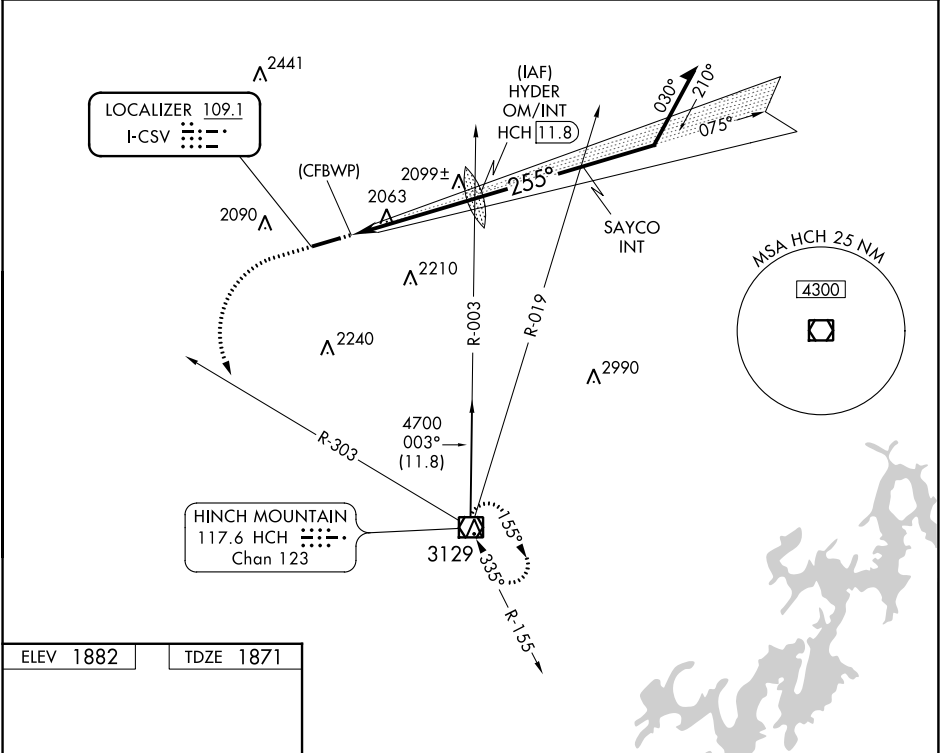 2441
LOCALIZER 109.1
I-CSV
(IAF)
HYDER
OM/INT
HCH 11.8
030°
210°
075°
(CFBWP)
2099±
255°
2063
2090
SAYCO
INT
MSA HCH 25 NM
4300
2210
R-003
R-019
2240
2990
4700
003°
(11.8)
R-303
HINCH MOUNTAIN
117.6 HCH
Chan 123
3129
155°
335°
R-155
ELEV 1882
TDZE 1871